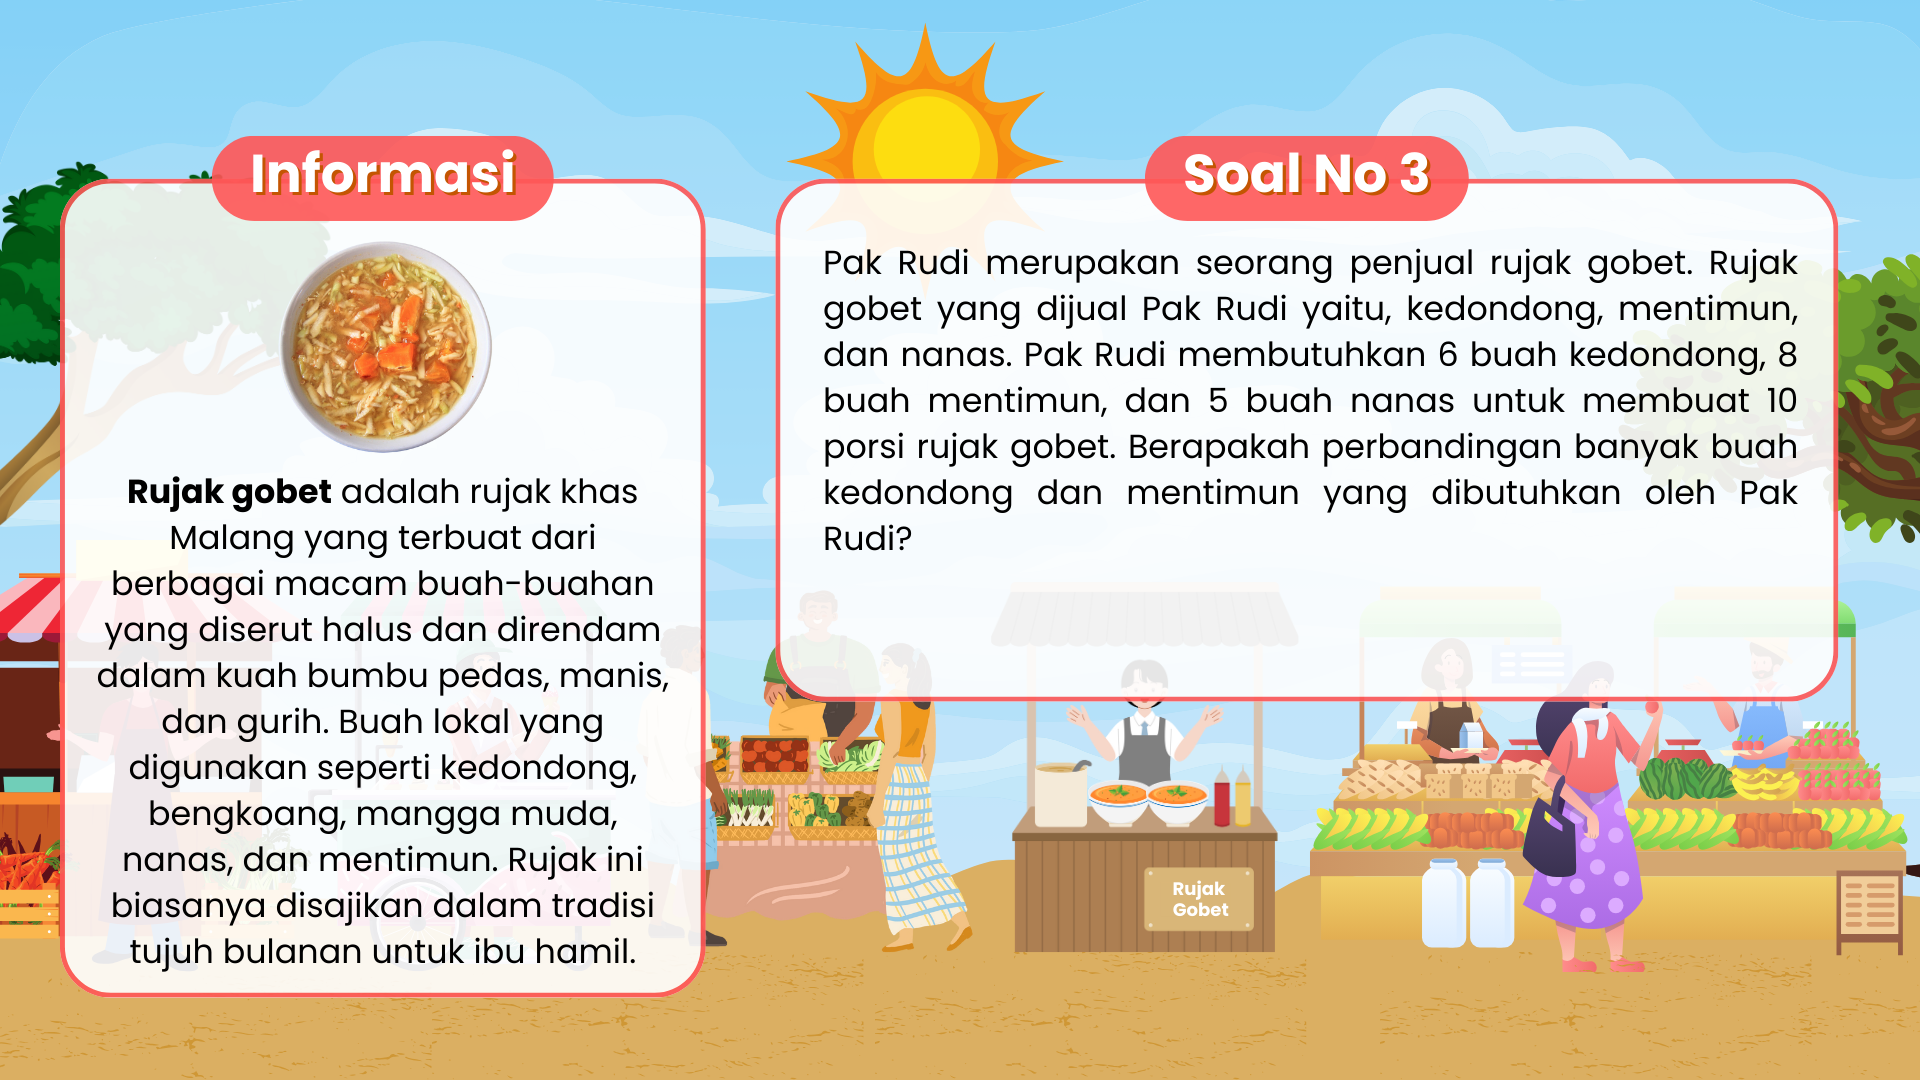 Informasi
Rujak gobet adalah rujak khas
Malang yang terbuat dari
berbagai macam buah-buahan
yang diserut halus dan direndam
dalam kuah bumbu pedas, manis,
dan gurih. Buah lokal yang
digunakan seperti kedondong,
bengkoang, mangga muda,
nanas, dan mentimun. Rujak ini
biasanya disajikan dalam tradisi
tujuh bulanan untuk ibu hamil.
Soal No 3
Pak Rudi merupakan seorang penjual rujak gobet. Rujak
gobet yang dijual Pak Rudi yaitu, kedondong, mentimun,
dan nanas. Pak Rudi membutuhkan 6 buah kedondong, 8
buah mentimun, dan 5 buah nanas untuk membuat 10
porsi rujak gobet. Berapakah perbandingan banyak buah
kedondong dan mentimun yang dibutuhkan oleh Pak
Rudi?
Rujak
Gobet